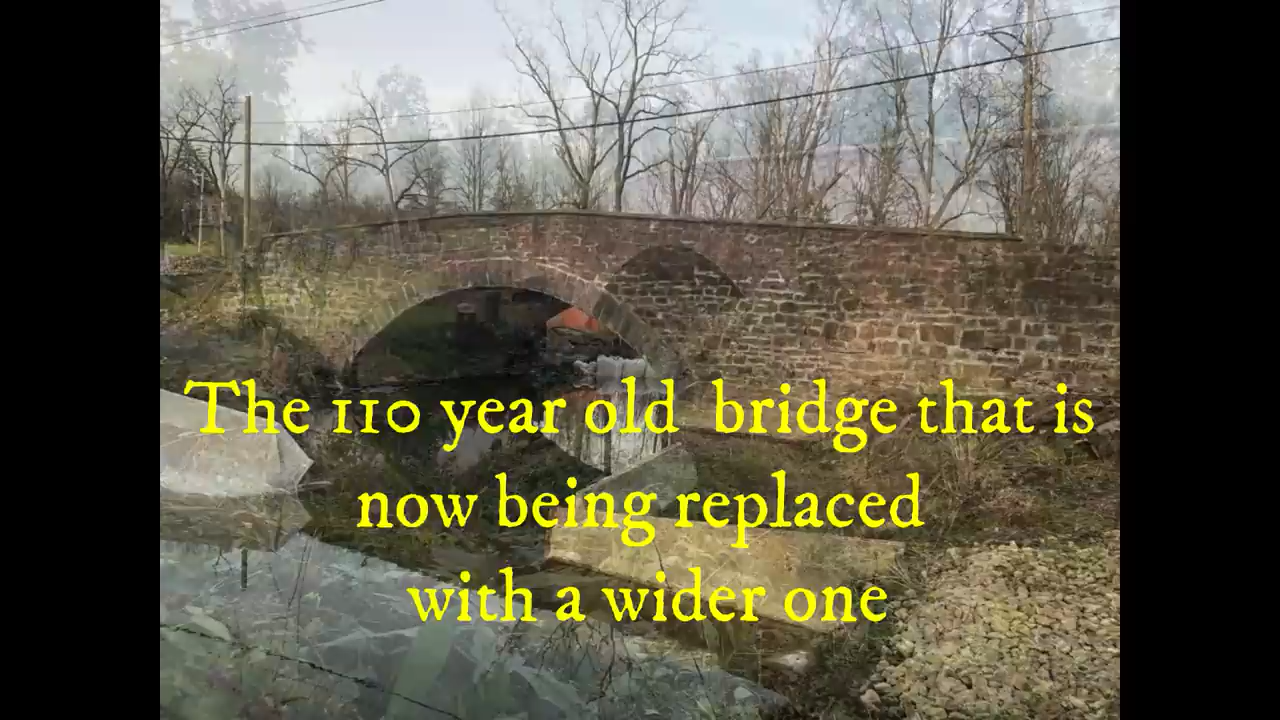 The 110 year old  bridge that is
now being replaced
with a wider one